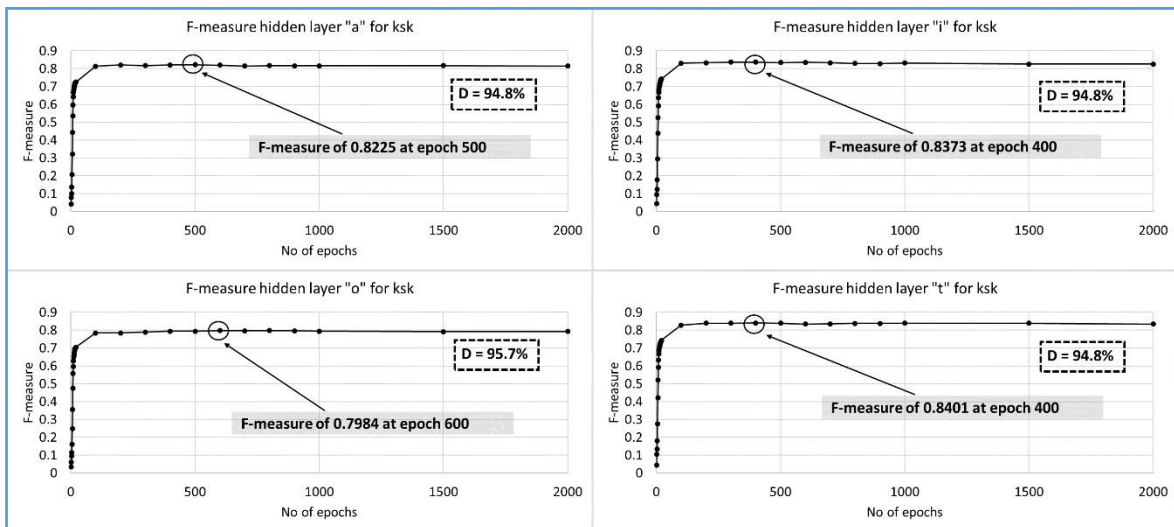 F-measure hidden layer "a" for ksk
0.9
0.8
0.7
0.6
0.5
0.4
0.3
0.2
0.1
0
F-measure
D = 94.8%
F-measure of 0.8225 at epoch 500
0 500 1000 1500 2000
No of epochs
F-measure hidden layer "i" for ksk
0.9
0.8
0.7
0.6
0.5
0.4
0.3
0.2
0.1
0
F-measure
D = 94.8%
F-measure of 0.8373 at epoch 400
0 500 1000 1500 2000
No of epochs
F-measure hidden layer "o" for ksk
0.9
0.8
0.7
0.6
0.5
0.4
0.3
0.2
0.1
0
F-measure
D = 95.7%
F-measure of 0.7984 at epoch 600
0 500 1000 1500 2000
No of epochs
F-measure hidden layer "t" for ksk
0.9
0.8
0.7
0.6
0.5
0.4
0.3
0.2
0.1
0
F-measure
D = 94.8%
F-measure of 0.8401 at epoch 400
0 500 1000 1500 2000
No of epochs